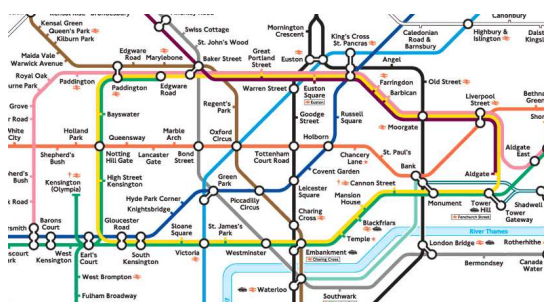 Kensal Green
Queen's Park
Kilburn Park
Maida Vale
Warwick Avenue
Royal Oak
Paddington
Edgware
Road
Marylebone
Paddington
Edgware
Road
Swiss Cottage
St. John's Wood
Baker Street
Great
Portland
Street
Mornington
Crescent
Euston
King's Cross
St. Pancras
Warren Street
Euston
Square
Euston
Caledonian
Road &
Barnsbury
Canonbury
Highbury &
Islington
Angel
Farringdon
Barbican
Old Street
Liverpool
Street
Moorgate
Aldgate
East
Aldgate
Holland
Park
Bayswater
Queensway
Marble
Arch
Notting
Hill Gate
Lancaster
Gate
Bond
Street
Regent's
Park
Oxford
Circus
Goode
Street
Tottenham
Court Road
Russell
Square
Holborn
Chancery
Lane
St. Paul's
Bank
Shepherd's
Bush
Kensington
(Olympia)
High Street
Kensington
Hyde Park Corner
Knightsbridge
Green
Park
Piccadilly
Circus
Covent Garden
Leicester
Square
Cannon Street
Mansion
House
Monument
Tower
Hill
Fenchurch Street
Tower
Gateway
Shadwell
Barons
Court
Gloucester
Road
West
Kensington
Earl's
Court
South
Kensington
Sloane
Square
Victoria
St. James's
Park
Westminster
Charing
Cross
Embankment
Charing Cross
Blackfriars
Temple
River Thames
London Bridge
Rotherhithe
Bermondsey
Canada
Water
West Brompton
Fulham Broadway
Waterloo
Southwark